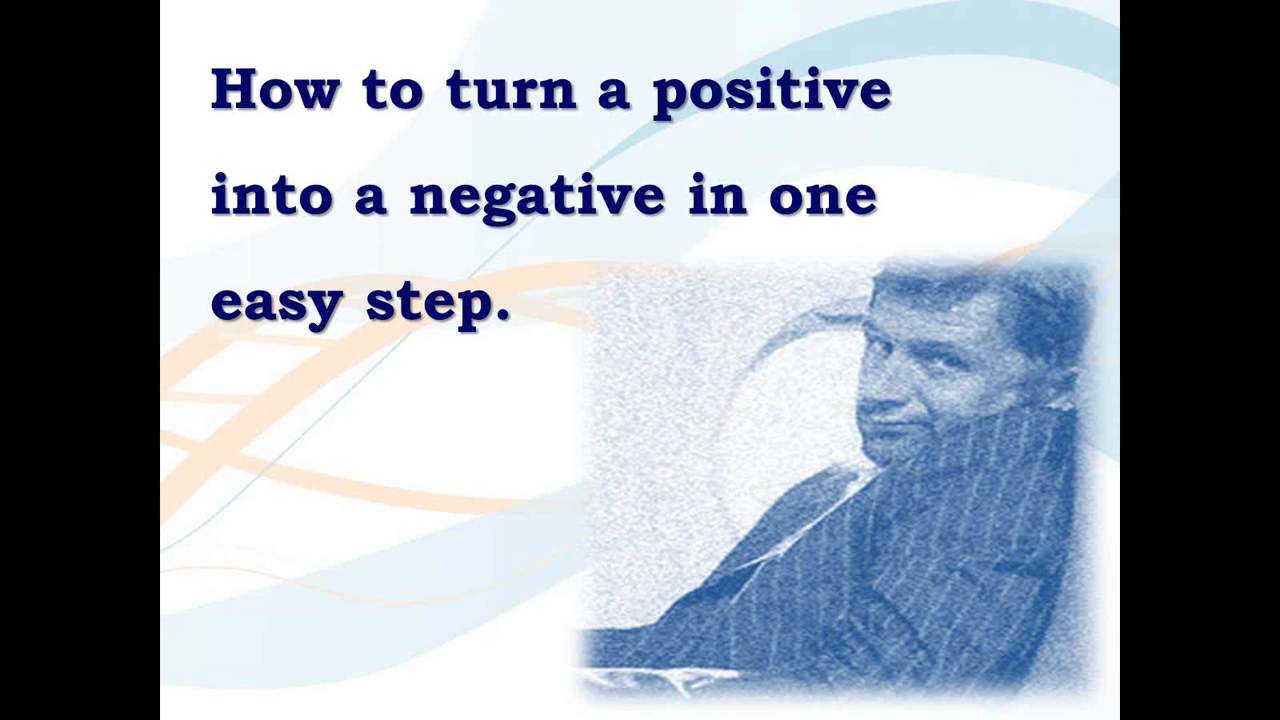 How to turn a positive
into a negative in one
easy step.